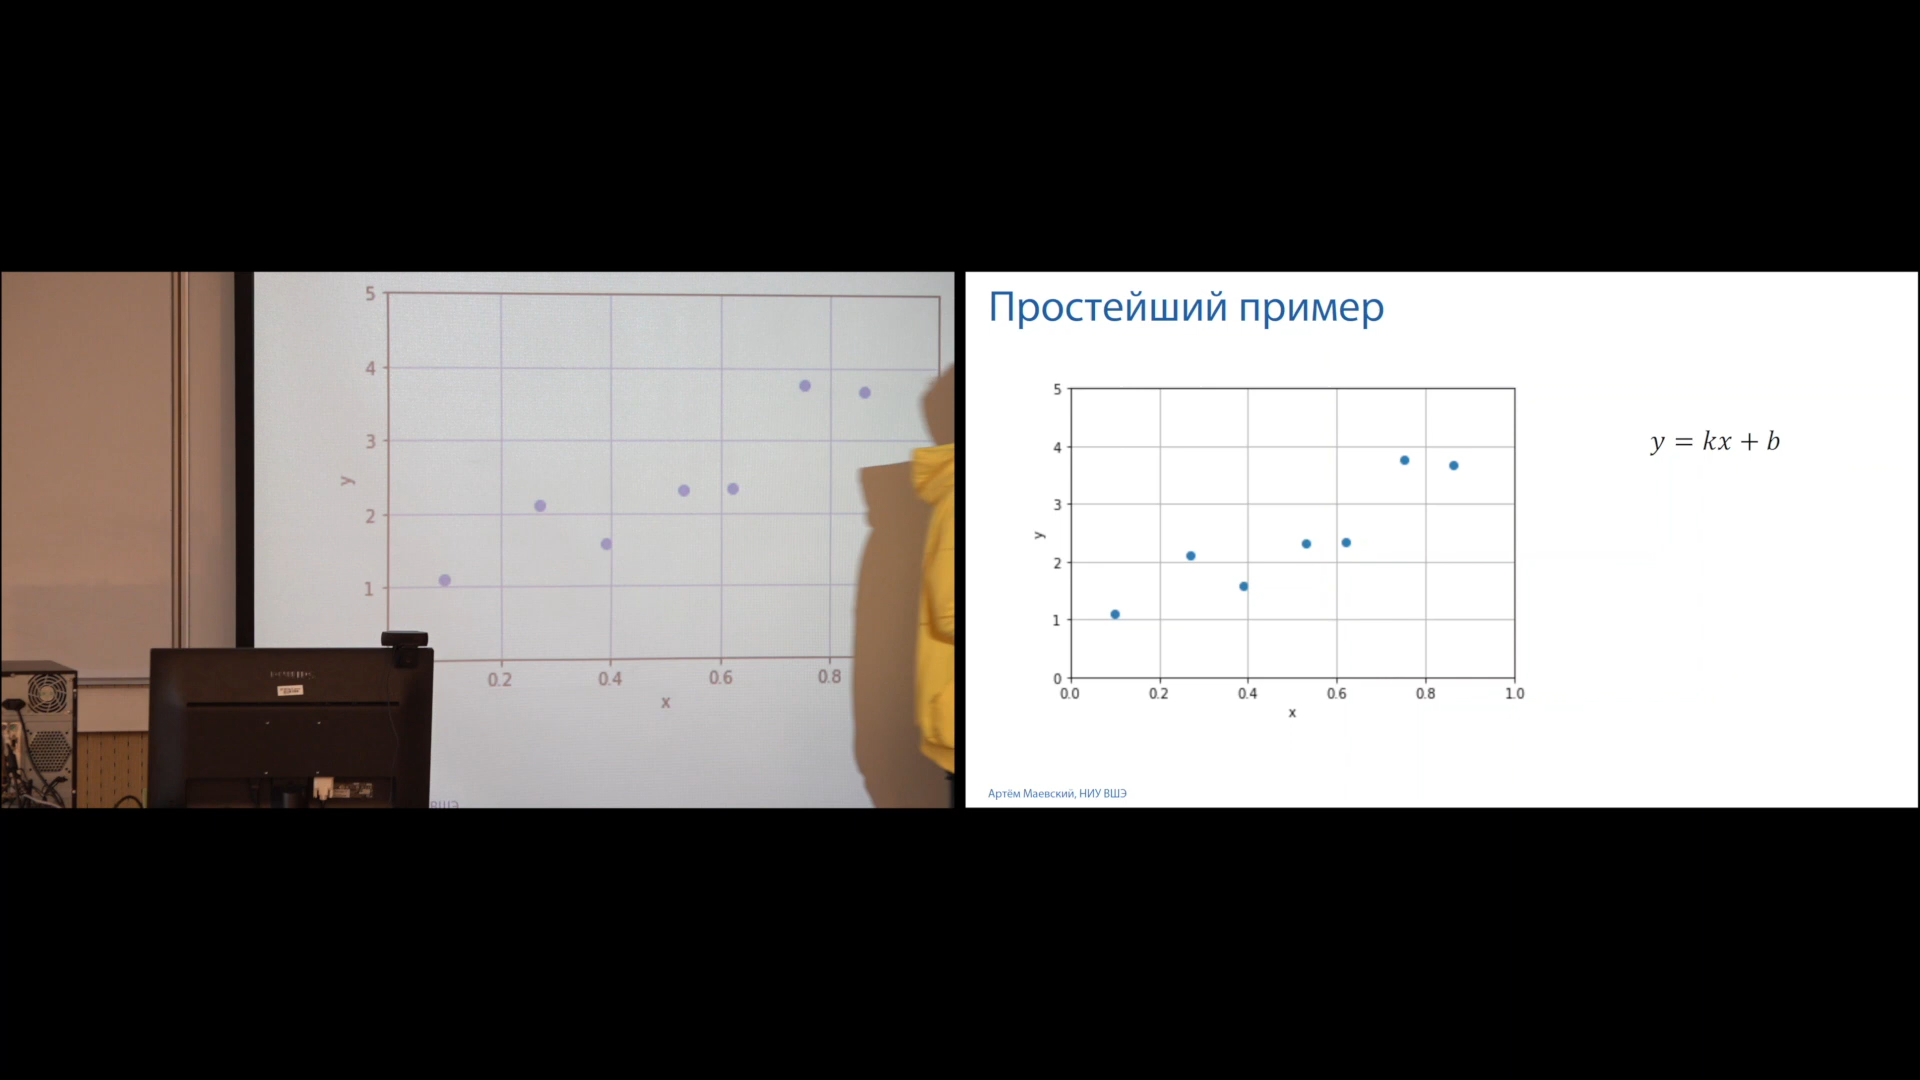 5
4
3
2
1
y
0.2 0.4 0.6 0.8
x
PHILIPS
ВШЭ
Простейший пример
5
4
3
2
1
0
y
0.0 0.2 0.4 0.6 0.8 1.0
x
y = kx + b
Артём Маевский, НИУ ВШЭ